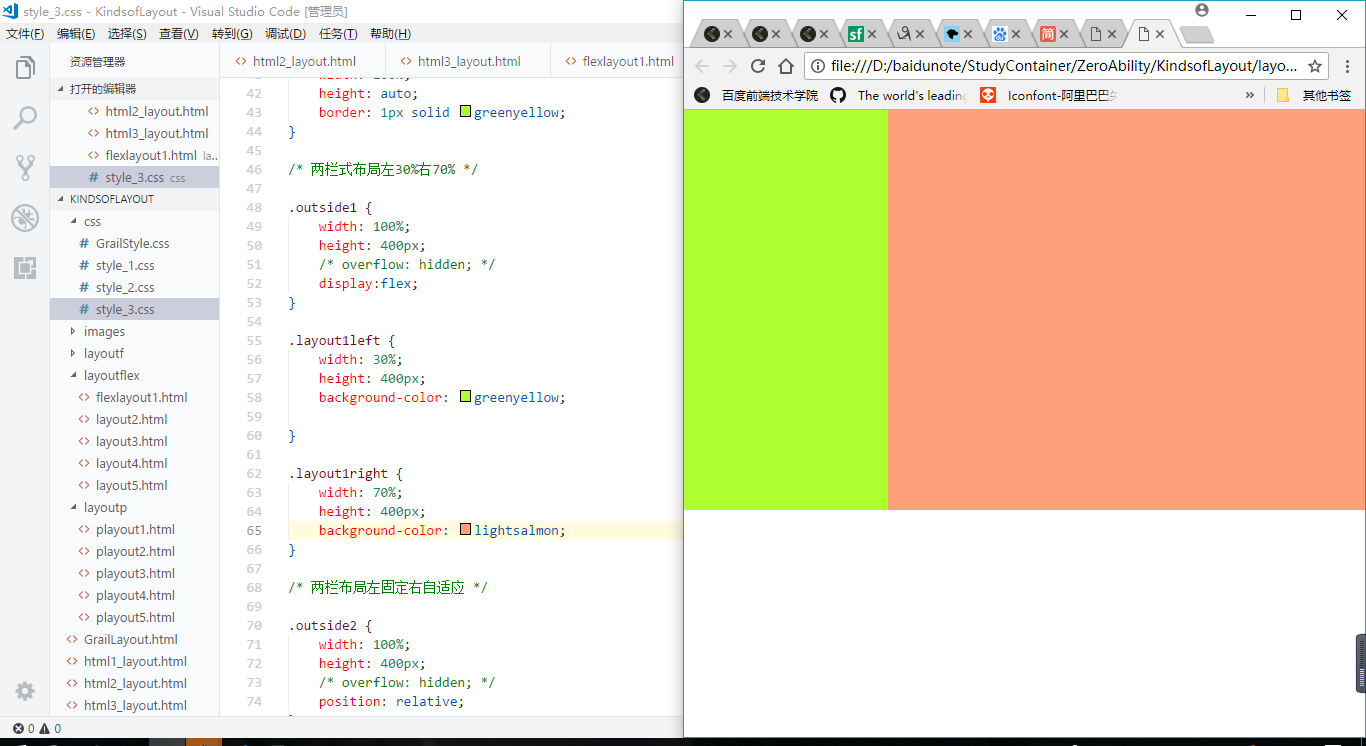 style_3.css - KindsofLayout - Visual Studio Code [管理员]
文件(F) 编辑(E) 选择(S) 查看(V) 转到(G) 调试(D) 任务(T) 帮助(H)
资源管理器
打开的编辑器
html2_layout.html
html3_layout.html
flexlayout1.html la...
style_3.css css
KINDSOFLAYOUT
css
GrailStyle.css
style_1.css
style_2.css
style_3.css
images
layoutf
layoutflex
flexlayout1.html
layout2.html
layout3.html
layout4.html
layout5.html
layoutp
playout1.html
playout2.html
playout3.html
playout4.html
playout5.html
GrailLayout.html
html1_layout.html
html2_layout.html
html3_layout.html
html2_layout.html html3_layout.html flexlayout1.html
42 height: auto;
43 border: 1px solid greenyellow;
44 }
45
46 /* 两栏式布局左30%右70% */
47
48 .outside1 {
49 width: 100%;
50 height: 400px;
51 /* overflow: hidden; */
52 display:flex;
53 }
54
55 .layout1left {
56 width: 30%;
57 height: 400px;
58 background-color: greenyellow;
59
60 }
61
62 .layout1right {
63 width: 70%;
64 height: 400px;
65 background-color: lightsalmon;
66 }
67
68 /* 两栏布局左固定右自适应 */
69
70 .outside2 {
71 width: 100%;
72 height: 400px;
73 /* overflow: hidden; */
74 position: relative;
0 0
sf
简
file:///D:/baidunote/StudyContainer/ZeroAbility/KindsofLayout/layo...
百度前端技术学院 The world's leading Iconfont-阿里巴巴 » 其他书签